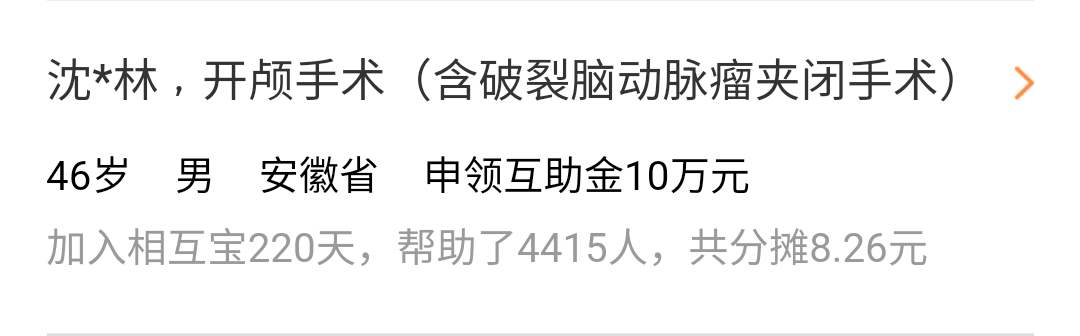 沈*林，开颅手术（含破裂脑动脉瘤夹闭手术）
46岁 男 安徽省 申领互助金10万元
加入相互宝220天，帮助了4415人，共分摊8.26元